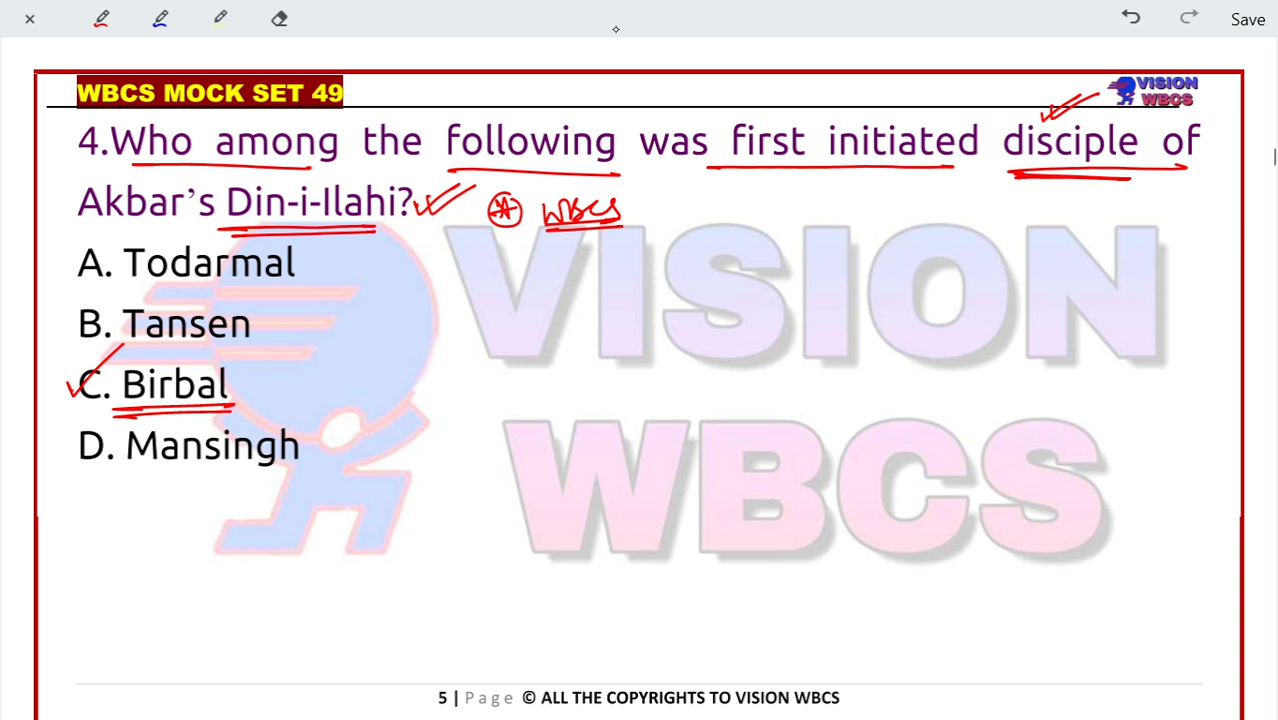 Save
WBCS MOCK SET 49
VISION
WBCS
4.Who among the following was first initiated disciple of
Akbar's Din-i-Ilahi?
WBCS
A. Todarmal
B. Tansen
C. Birbal
D. Mansingh
VISION
WBCS
5 | Page © ALL THE COPYRIGHTS TO VISION WBCS